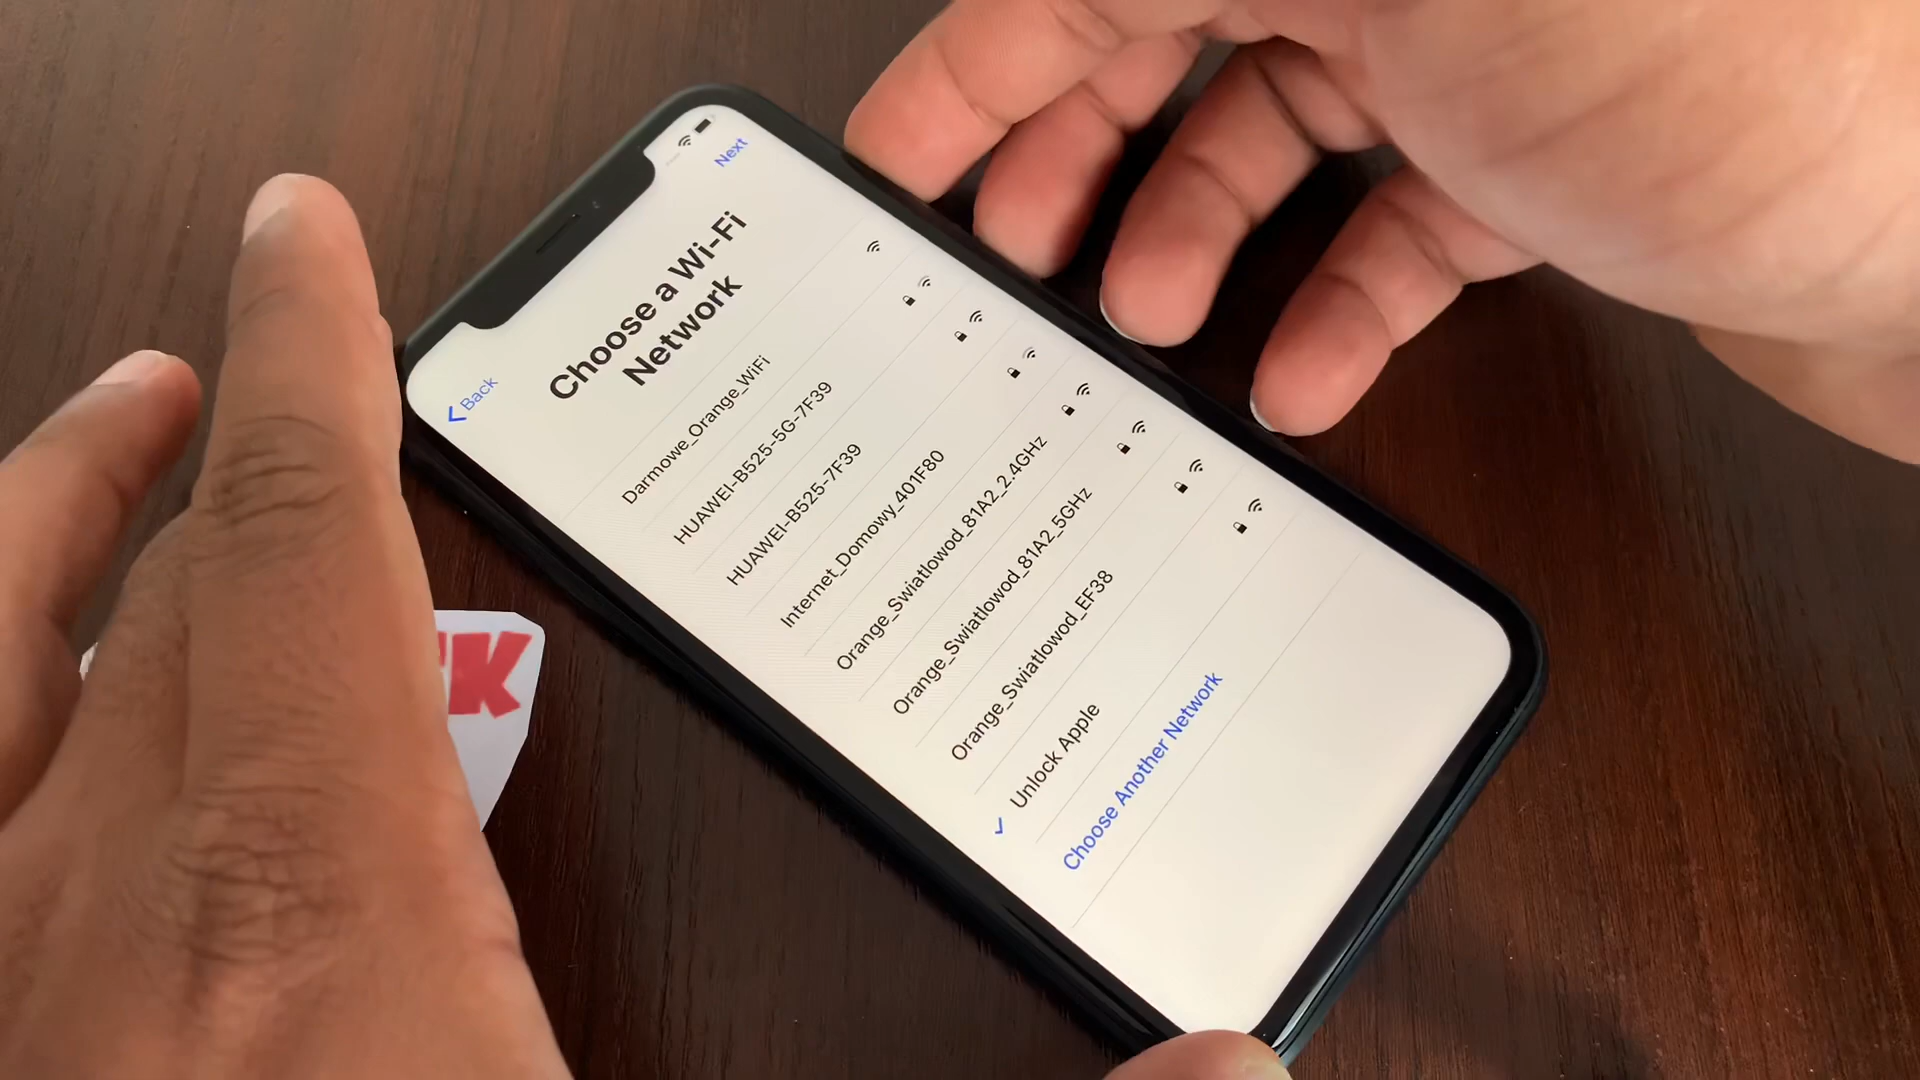 Next
Back
Choose a Wi-Fi
Network
Darmowe_Orange_WiFi
HUAWEI-B525-5G-7F39
HUAWEI-B525-7F39
Internet_Domowy_401F80
Orange_Swiatlowod_81A2_2.4GHz
Orange_Swiatlowod_81A2_5GHz
Orange_Swiatlowod_EF38
Unlock Apple
Choose Another Network